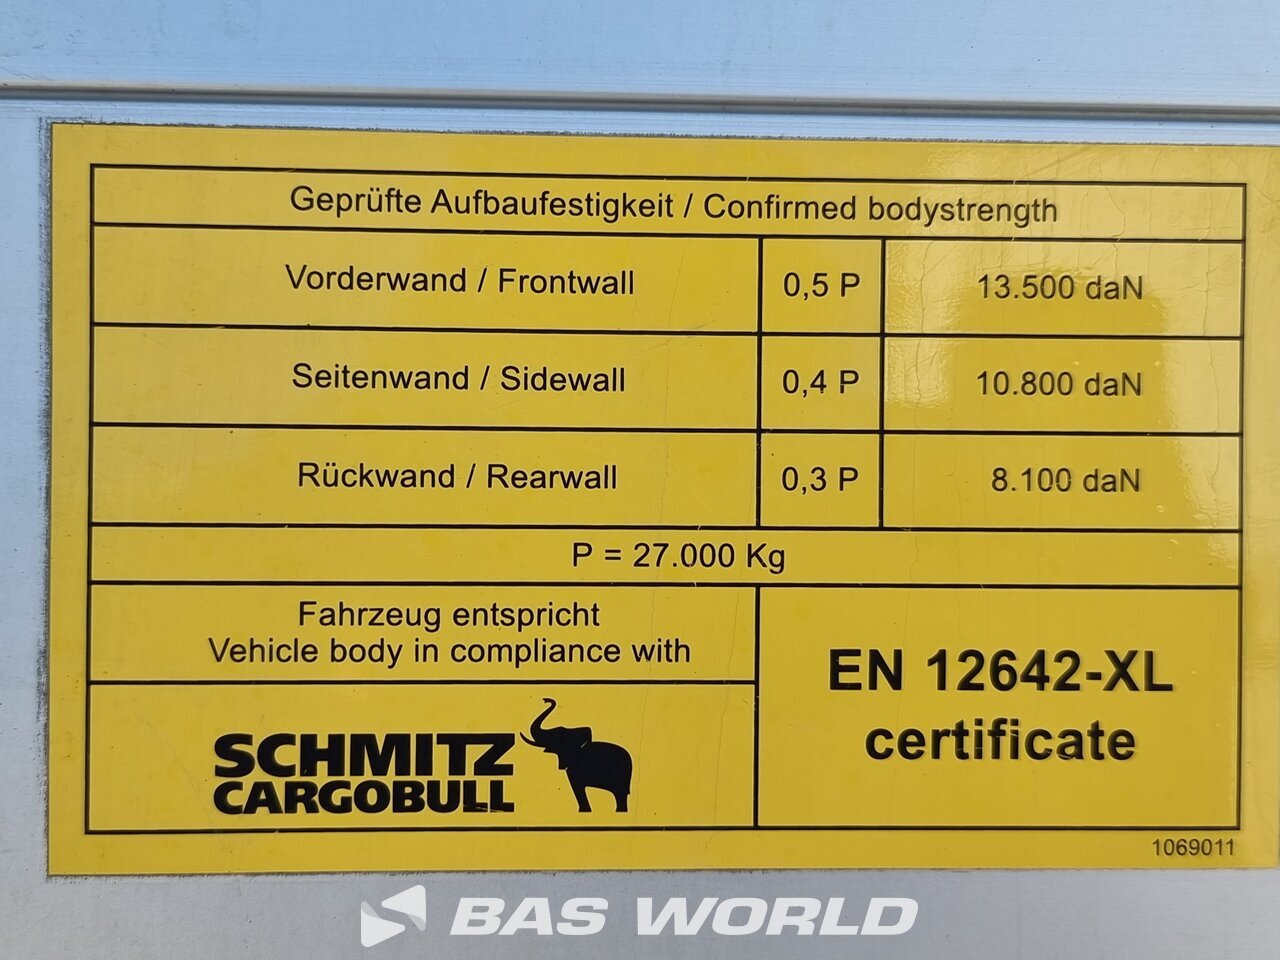 Geprüfte Aufbaufestigkeit / Confirmed bodystrength
Vorderwand / Frontwall 0,5 P 13.500 daN
Seitenwand / Sidewall 0,4 P 10.800 daN
Rückwand / Rearwall 0,3 P 8.100 daN
P = 27.000 Kg
Fahrzeug entspricht
Vehicle body in compliance with
EN 12642-XL
certificate
SCHMITZ
CARGOBULL
1069011
BAS WORLD